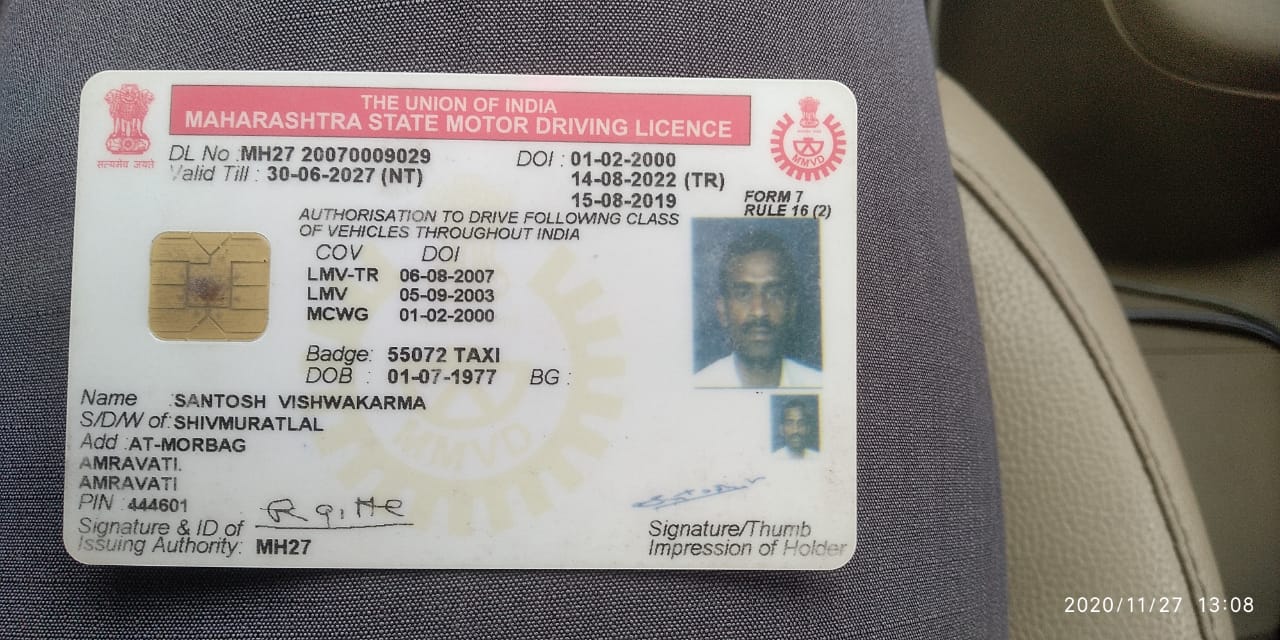 THE UNION OF INDIA
MAHARASHTRA STATE MOTOR DRIVING LICENCE
सत्यमेव जयते
MMVD
DL No : MH27 20070009029 DOI : 01-02-2000
Valid Till : 30-06-2027 (NT) 14-08-2022 (TR)
15-08-2019
FORM 7
RULE 16 (2)
AUTHORISATION TO DRIVE FOLLOWING CLASS
OF VEHICLES THROUGHOUT INDIA
COV DOI
LMV-TR 06-08-2007
LMV 05-09-2003
MCWG 01-02-2000
Badge: 55072 TAXI
DOB : 01-07-1977 BG :
Name : SANTOSH VISHWAKARMA
S/D/W of: SHIVMURATLAL
Add : AT-MORBAG
AMRAVATI.
AMRAVATI
PIN : 444601
MMVD
Signature & ID of
Issuing Authority: MH27
Signature/Thumb
Impression of Holder
2020/11/27 13:08